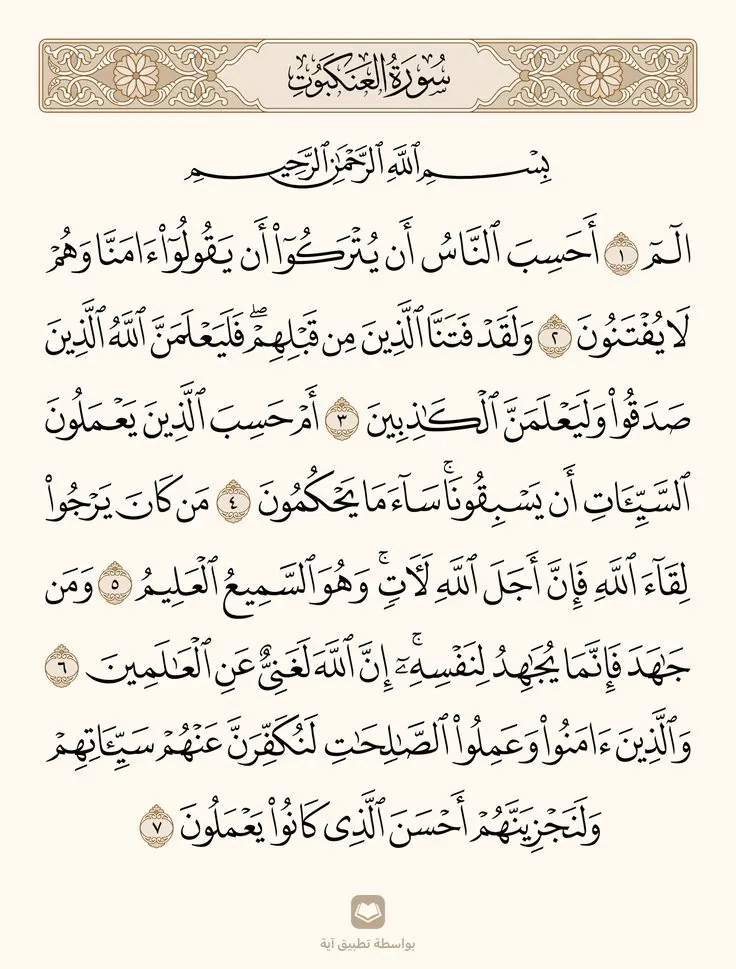 سُورَةُ العَنكَبُوتِ
بِسْمِ ٱللَّهِ ٱلرَّحْمَٰنِ ٱلرَّحِيمِ
الٓمٓ ١ أَحَسِبَ ٱلنَّاسُ أَن يُتْرَكُوٓا۟ أَن يَقُولُوٓا۟ ءَامَنَّا وَهُمْ
لَا يُفْتَنُونَ ٢ وَلَقَدْ فَتَنَّا ٱلَّذِينَ مِن قَبْلِهِمْ ۖ فَلَيَعْلَمَنَّ ٱللَّهُ ٱلَّذِينَ
صَدَقُوا۟ وَلَيَعْلَمَنَّ ٱلْكَٰذِبِينَ ٣ أَمْ حَسِبَ ٱلَّذِينَ يَعْمَلُونَ
ٱلسَّيِّـَٔاتِ أَن يَسْبِقُونَا ۚ سَآءَ مَا يَحْكُمُونَ ٤ مَن كَانَ يَرْجُوا۟
لِقَآءَ ٱللَّهِ فَإِنَّ أَجَلَ ٱللَّهِ لَـَٔاتٍ ۚ وَهُوَ ٱلسَّمِيعُ ٱلْعَلِيمُ ٥ وَمَن
جَٰهَدَ فَإِنَّمَا يُجَٰهِدُ لِنَفْسِهِۦٓ ۚ إِنَّ ٱللَّهَ لَغَنِىٌّ عَنِ ٱلْعَٰلَمِينَ ٦
وَٱلَّذِينَ ءَامَنُوا۟ وَعَمِلُوا۟ ٱلصَّٰلِحَٰتِ لَنُكَفِّرَنَّ عَنْهُمْ سَيِّـَٔاتِهِمْ
وَلَنَجْزِيَنَّهُمْ أَحْسَنَ ٱلَّذِى كَانُوا۟ يَعْمَلُونَ ٧
بواسطة تطبيق آية